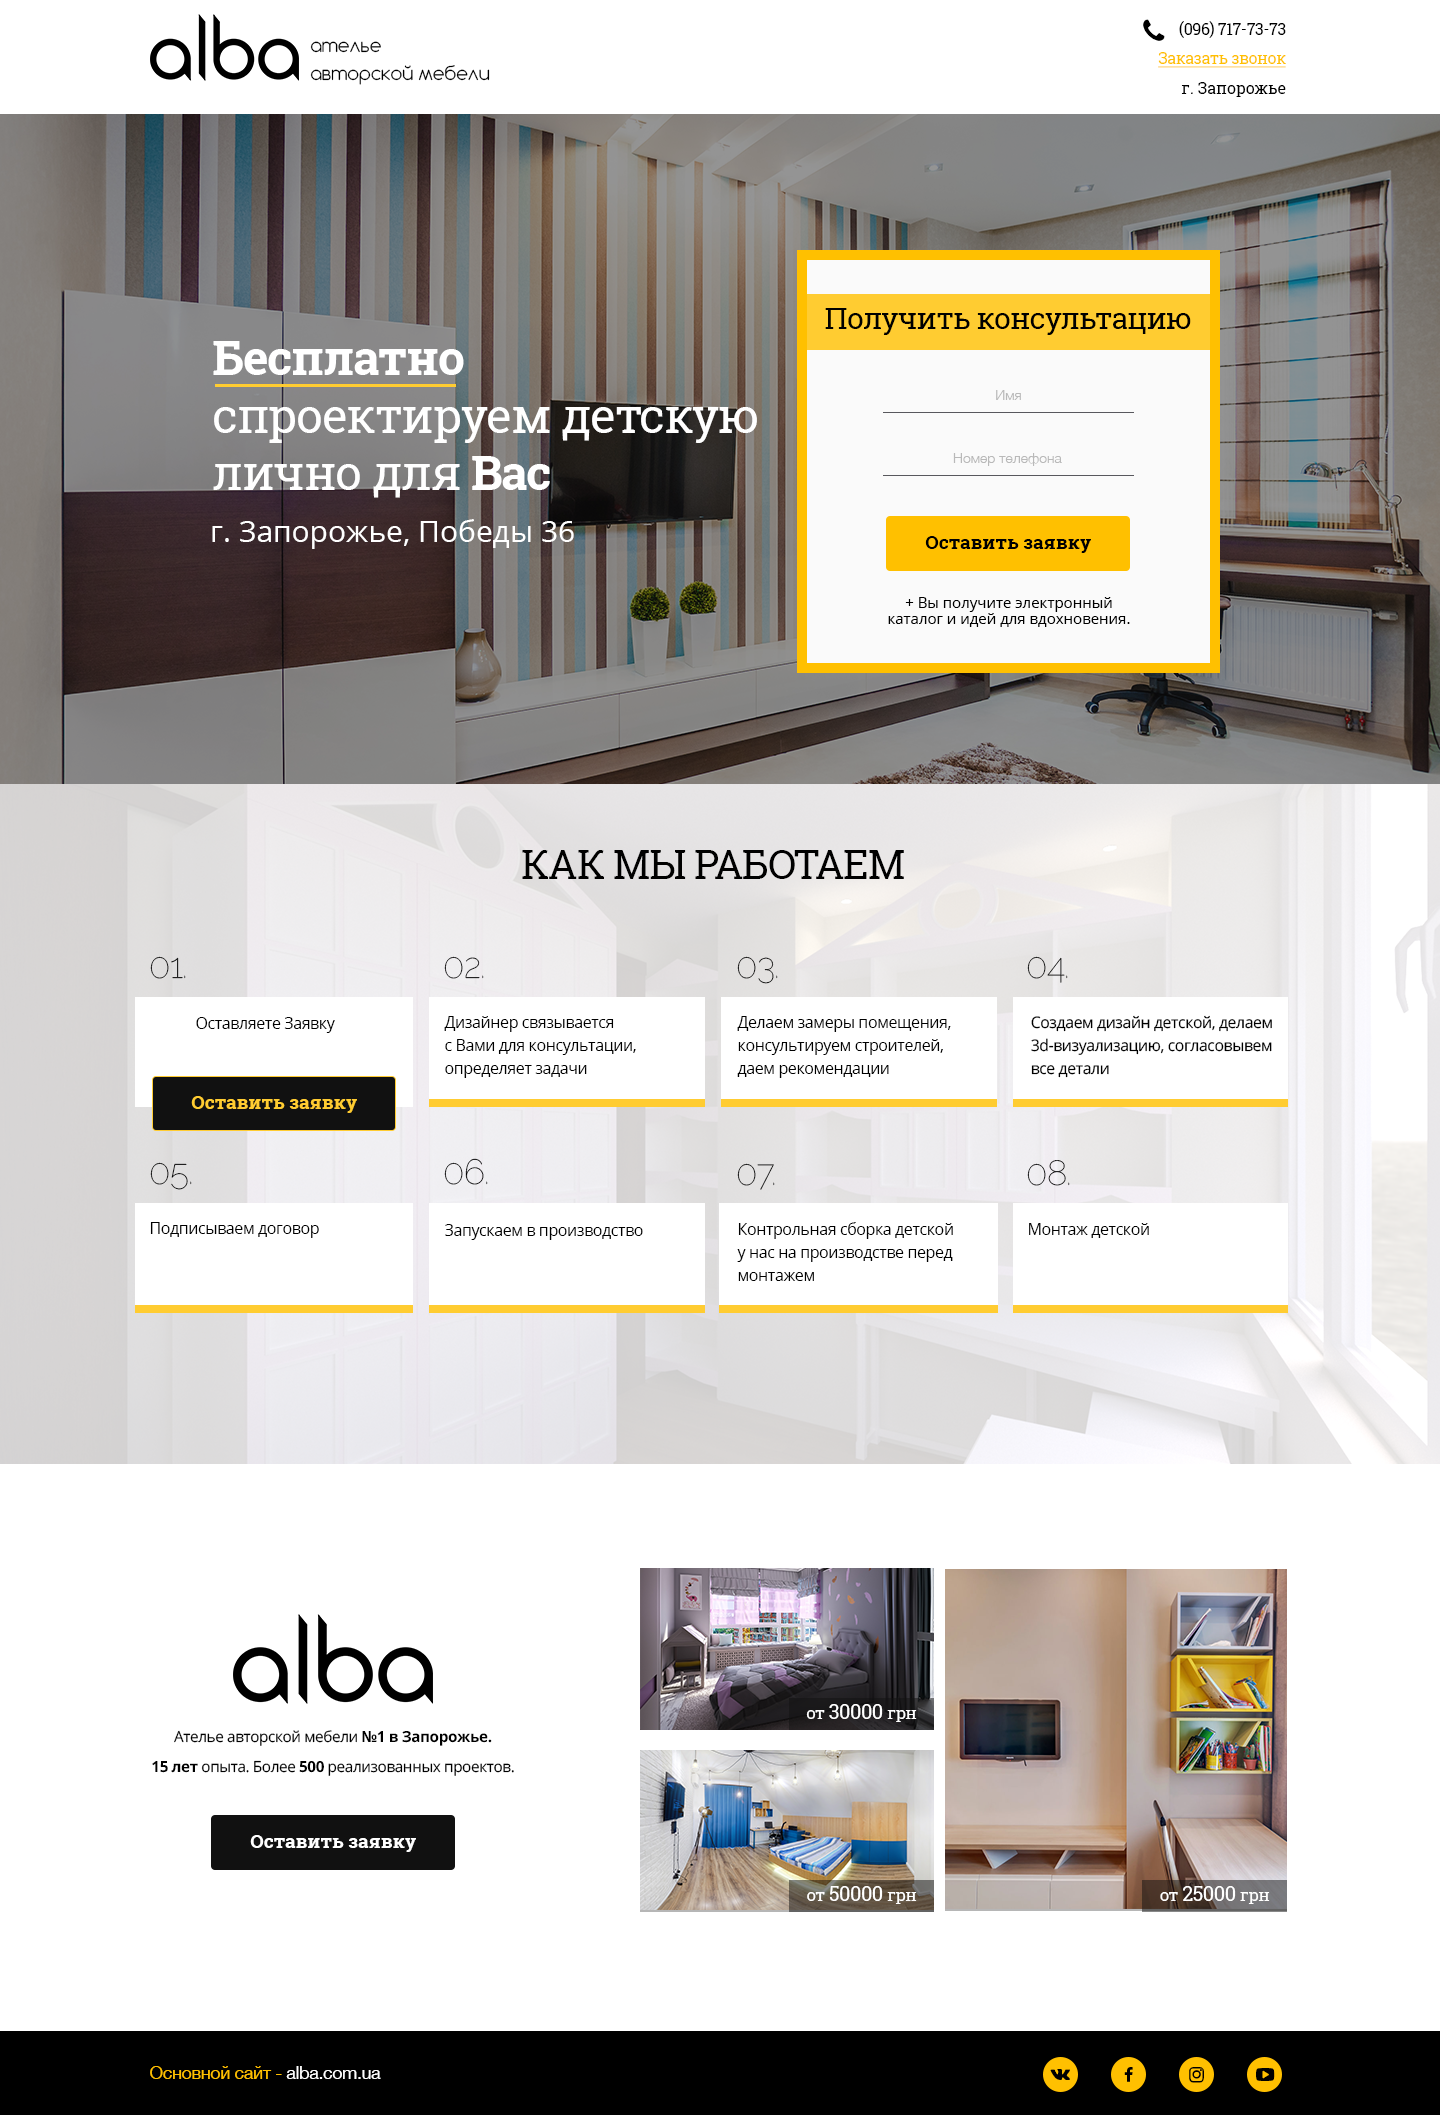 alba ателье
авторской мебели
(096) 717-73-73
Заказать звонок
г. Запорожье
Бесплатно
спроектируем детскую
лично для Вас
г. Запорожье, Победы 36
Получить консультацию
Имя
Номер телефона
Оставить заявку
+ Вы получите электронный
каталог и идей для вдохновения.
КАК МЫ РАБОТАЕМ
01.
Оставляете Заявку
Оставить заявку
02.
Дизайнер связывается
с Вами для консультации,
определяет задачи
03.
Делаем замеры помещения,
консультируем строителей,
даем рекомендации
04.
Создаем дизайн детской, делаем
3d-визуализацию, согласовывем
все детали
05.
Подписываем договор
06.
Запускаем в производство
07.
Контрольная сборка детской
у нас на производстве перед
монтажем
08.
Монтаж детской
alba
Ателье авторской мебели №1 в Запорожье.
15 лет опыта. Более 500 реализованных проектов.
Оставить заявку
от 30000 грн
от 50000 грн
от 25000 грн
Основной сайт - alba.com.ua